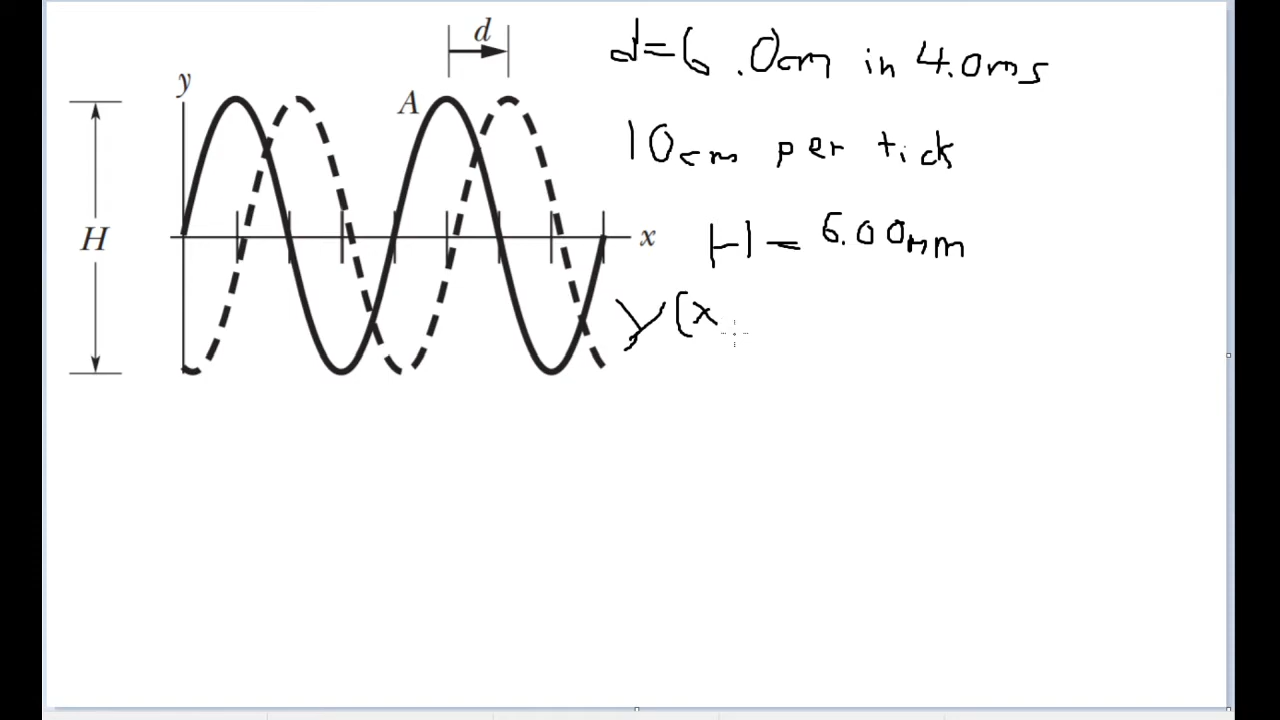 d
y
A
H
x
d=6.0cm in 4.0ms
10cm per tick
H = 6.00mm
y(x